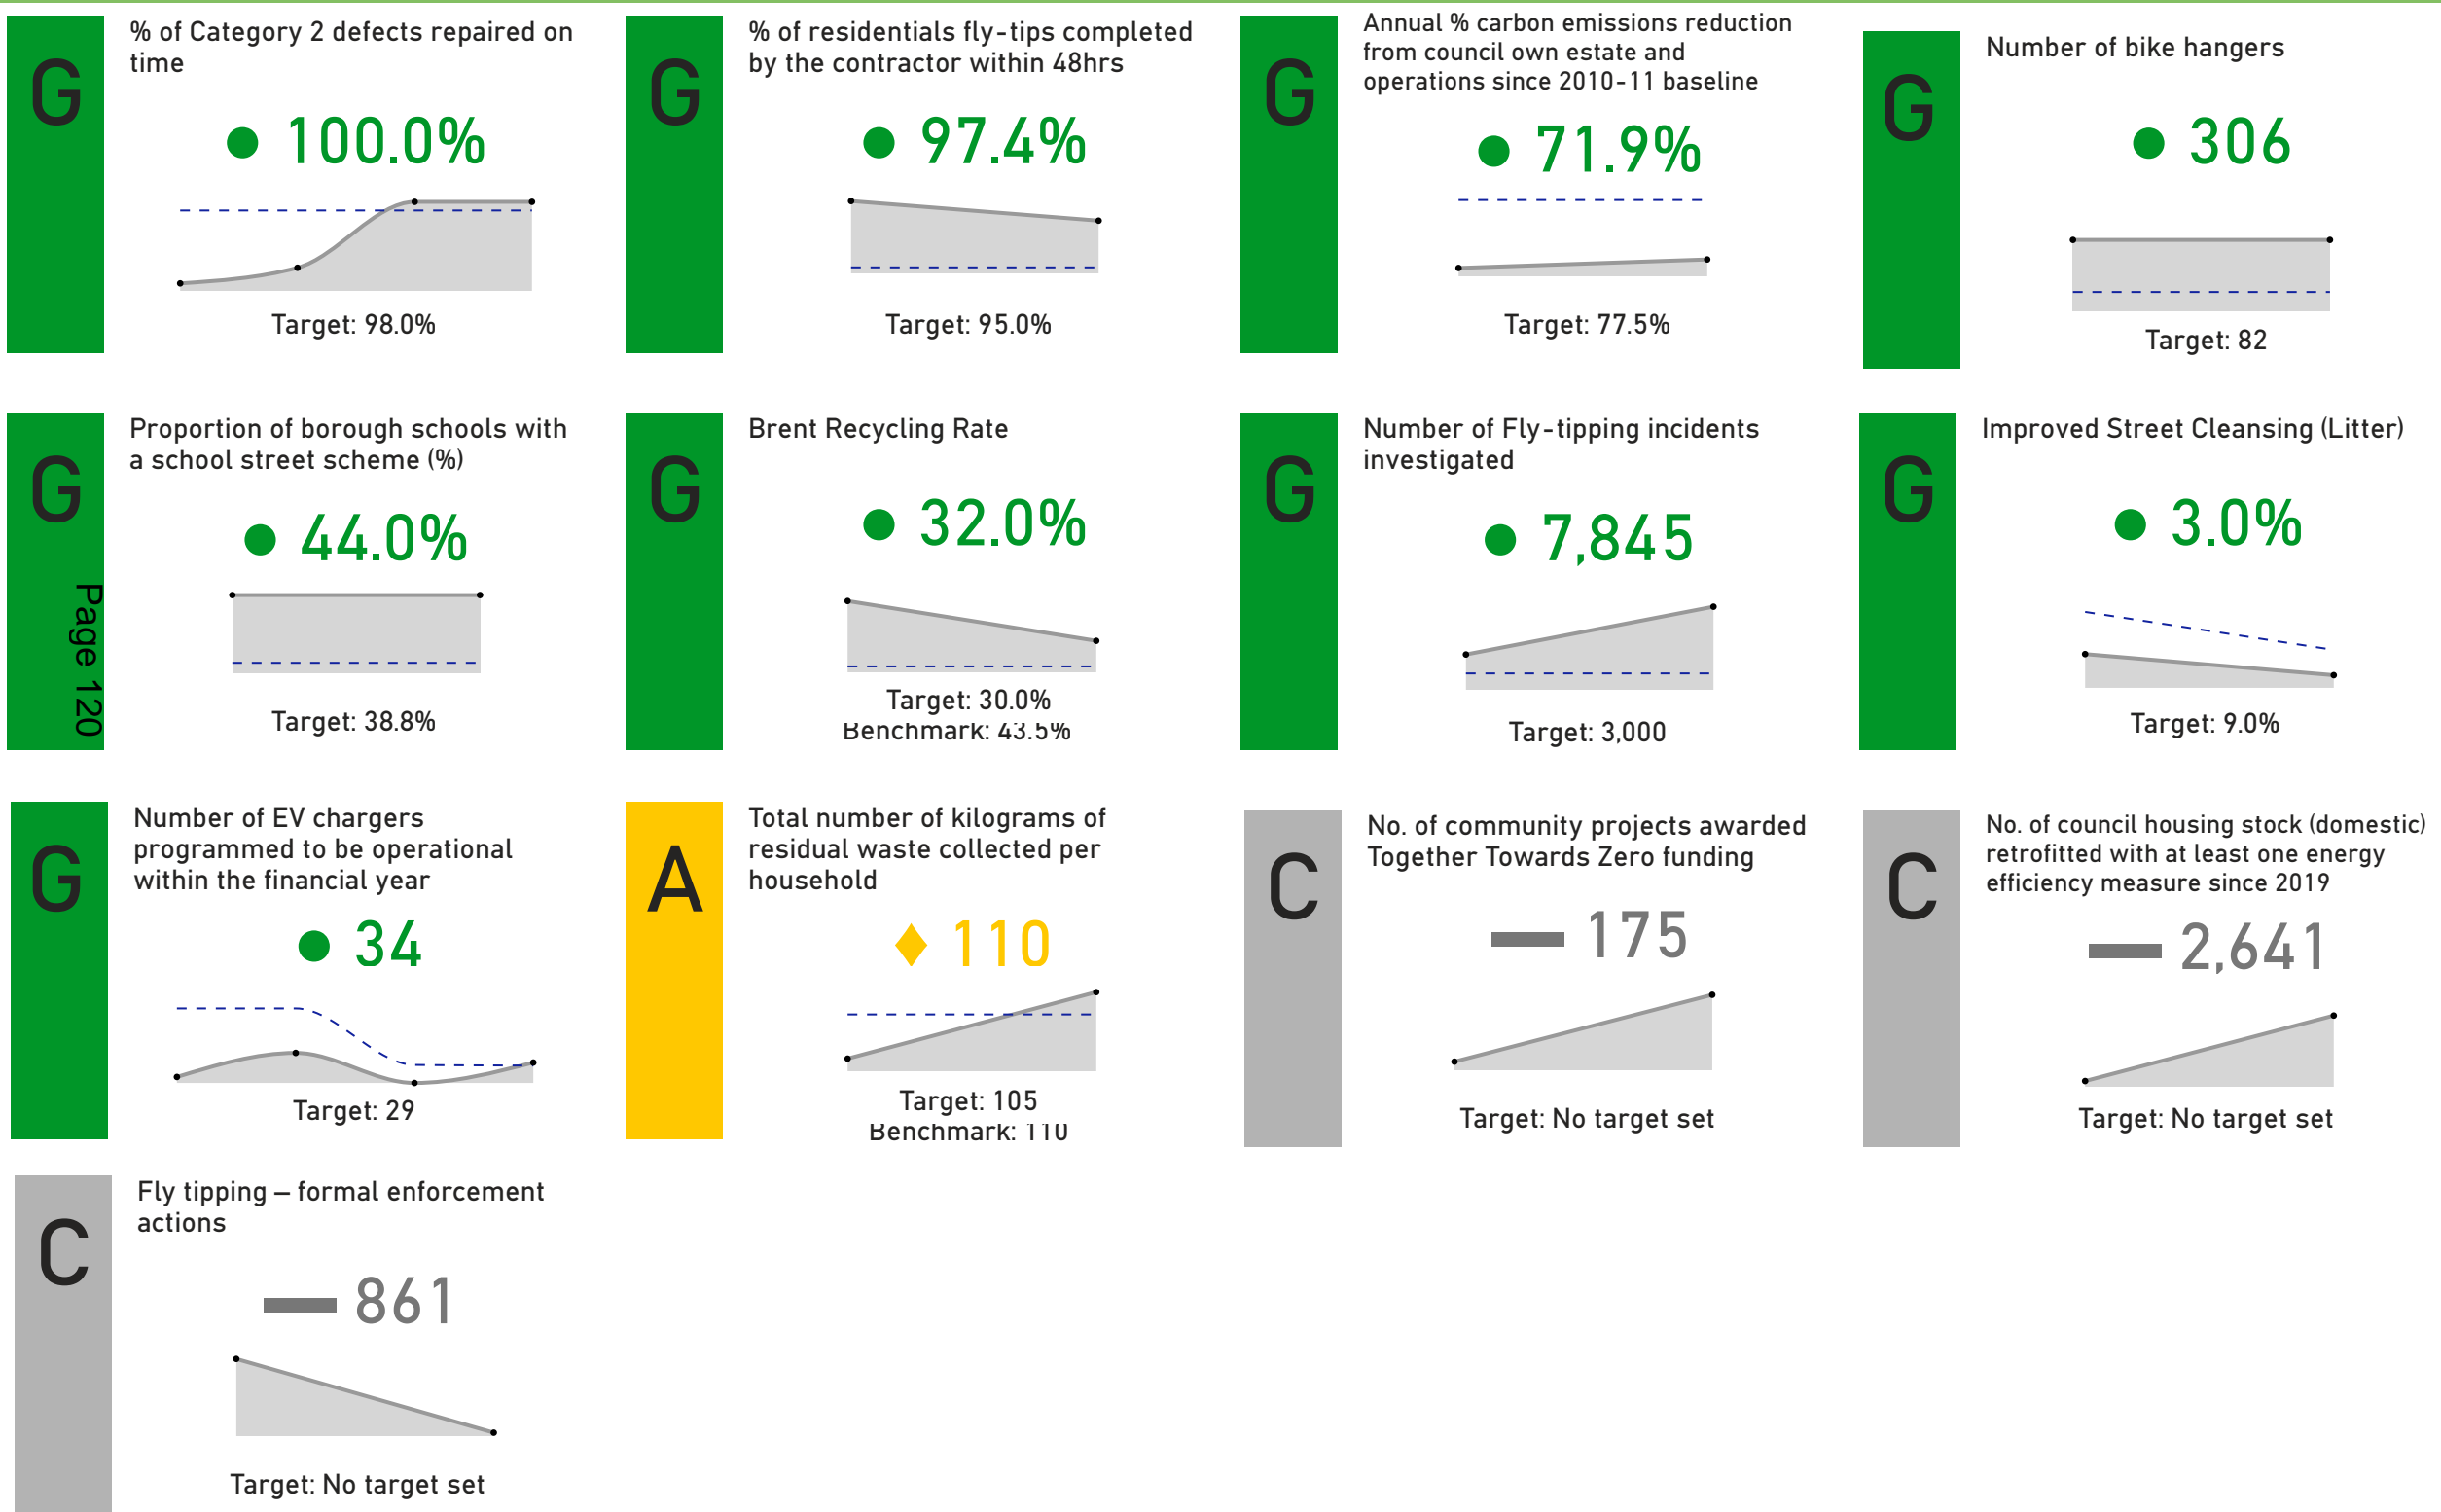 G
% of Category 2 defects repaired on
time
100.0%
Target: 98.0%
G
% of residentials fly-tips completed
by the contractor within 48hrs
97.4%
Target: 95.0%
G
Annual % carbon emissions reduction
from council own estate and
operations since 2010-11 baseline
71.9%
Target: 77.5%
G
Number of bike hangers
306
Target: 82
G
Proportion of borough schools with
a school street scheme (%)
44.0%
Target: 38.8%
Page 120
G
Brent Recycling Rate
32.0%
Target: 30.0%
Benchmark: 43.5%
G
Number of Fly-tipping incidents
investigated
7,845
Target: 3,000
G
Improved Street Cleansing (Litter)
3.0%
Target: 9.0%
G
Number of EV chargers
programmed to be operational
within the financial year
34
Target: 29
A
Total number of kilograms of
residual waste collected per
household
110
Target: 105
Benchmark: 110
C
No. of community projects awarded
Together Towards Zero funding
175
Target: No target set
C
No. of council housing stock (domestic)
retrofitted with at least one energy
efficiency measure since 2019
2,641
Target: No target set
C
Fly tipping – formal enforcement
actions
861
Target: No target set